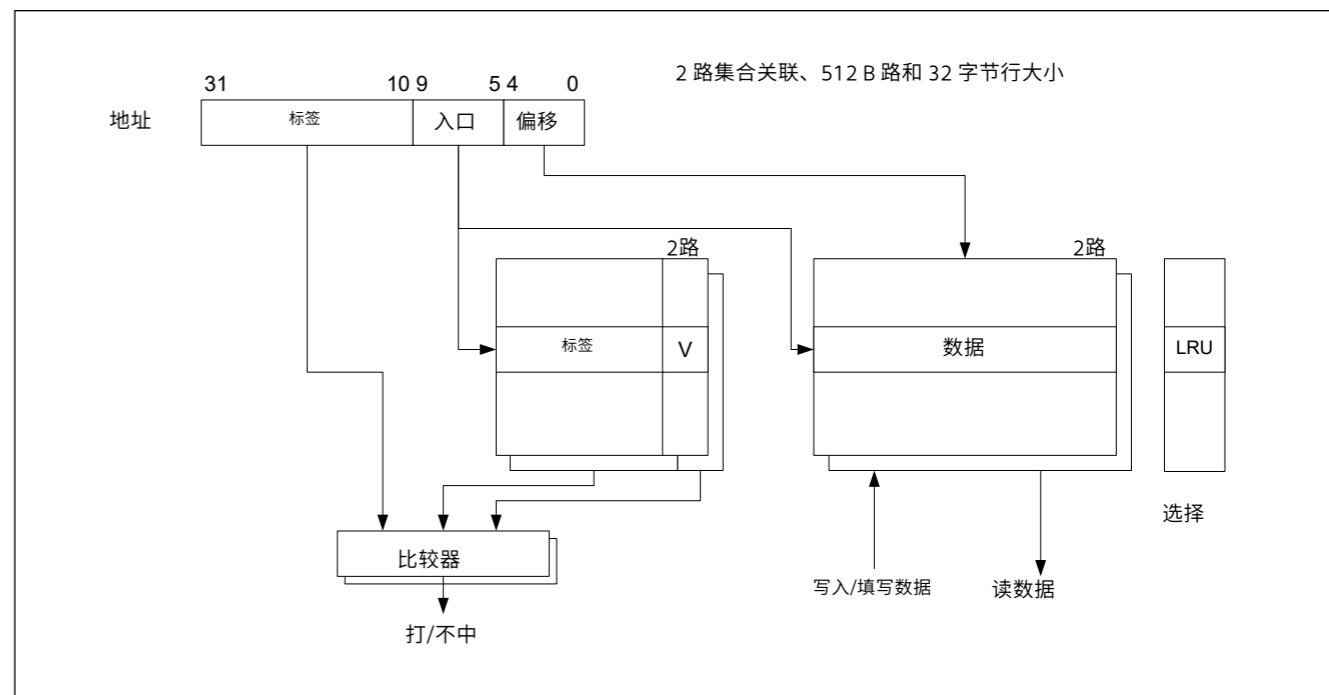 2 路集合关联、512 B 路和 32 字节行大小
31 10 9 5 4 0
地址 标签 入口 偏移
2路 2路
标签 V 数据 LRU
选择
比较器
写入/填写数据 读数据
打/不中